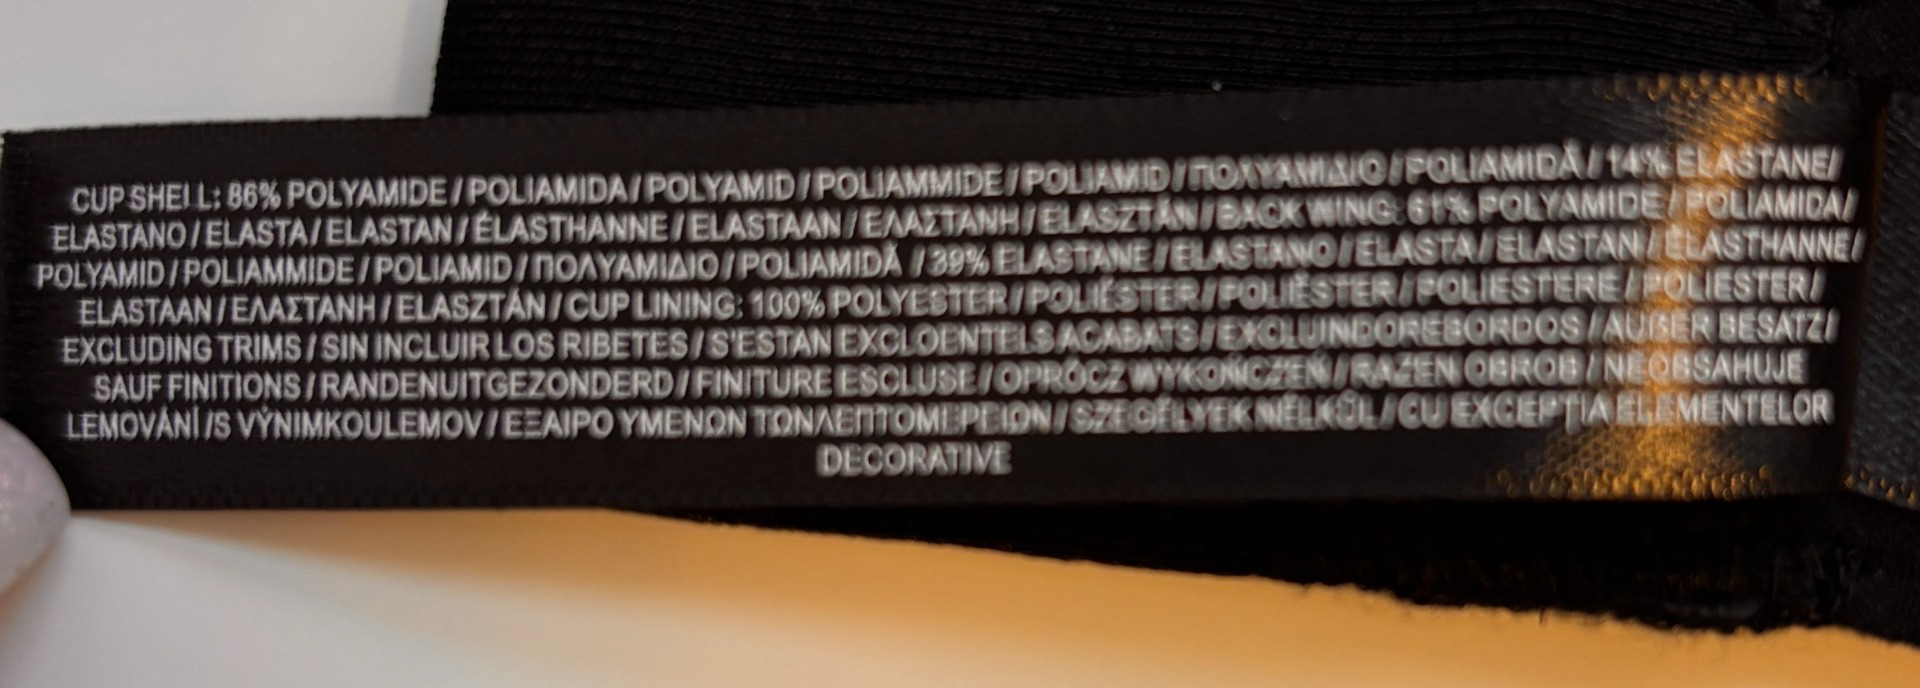 CUP SHELL: 86% POLYAMIDE / POLIAMIDA / POLYAMID / POLIAMMIDE / POLIAMID / ΠΟΛΥΑΜΙΔΙΟ / POLIAMIDĂ / 14% ELASTANE/
ELASTANO / ELASTA / ELASTAN / ÉLASTHANNE / ELASTAAN / ΕΛΑΣΤΑΝΗ / ELASZTÁN / BACK WING: 61% POLYAMIDE / POLIAMIDA/
POLYAMID / POLIAMMIDE / POLIAMID / ΠΟΛΥΑΜΙΔΙΟ / POLIAMIDĂ / 39% ELASTANE / ELASTANO / ELASTA / ELASTAN / ÉLASTHANNE/
ELASTAAN / ΕΛΑΣΤΑΝΗ / ELASZTÁN / CUP LINING: 100% POLYESTER / POLIÉSTER / POLIÈSTER / POLIESTERE / POLIESTER/
EXCLUDING TRIMS / SIN INCLUIR LOS RIBETES / S'ESTAN EXCLOENTELS ACABATS / EXCLUINDOREBORDOS / AUßER BESATZ/
SAUF FINITIONS / RANDENUITGEZONDERD / FINITURE ESCLUSE / OPRÓCZ WYKOŃCZEŃ / RAZEN OBROB / NEOBSAHUJE
LEMOVÁNÍ /S VÝNIMKOULEMOV / ΕΞΑΙΡΟ ΥΜΕΝΩΝ ΤΩΝΛΕΠΤΟΜΕΡΕΙΩΝ / SZEGÉLYEK NÉLKÜL / CU EXCEPȚIA ELEMENTELOR
DECORATIVE